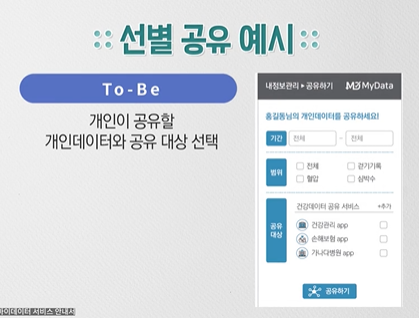 선별 공유 예시
To-Be
개인이 공유할
개인데이터와 공유 대상 선택
내정보관리 ▸ 공유하기 MyData
홍길동님의 개인데이터를 공유하세요!
기간 전체 ~ 전체
범위
전체 걷기기록
혈압 심박수
공유
대상
건강데이터 공유 서비스 +추가
건강관리 app
손해보험 app
가나다병원 app
공유하기
이데이터 서비스 안내서